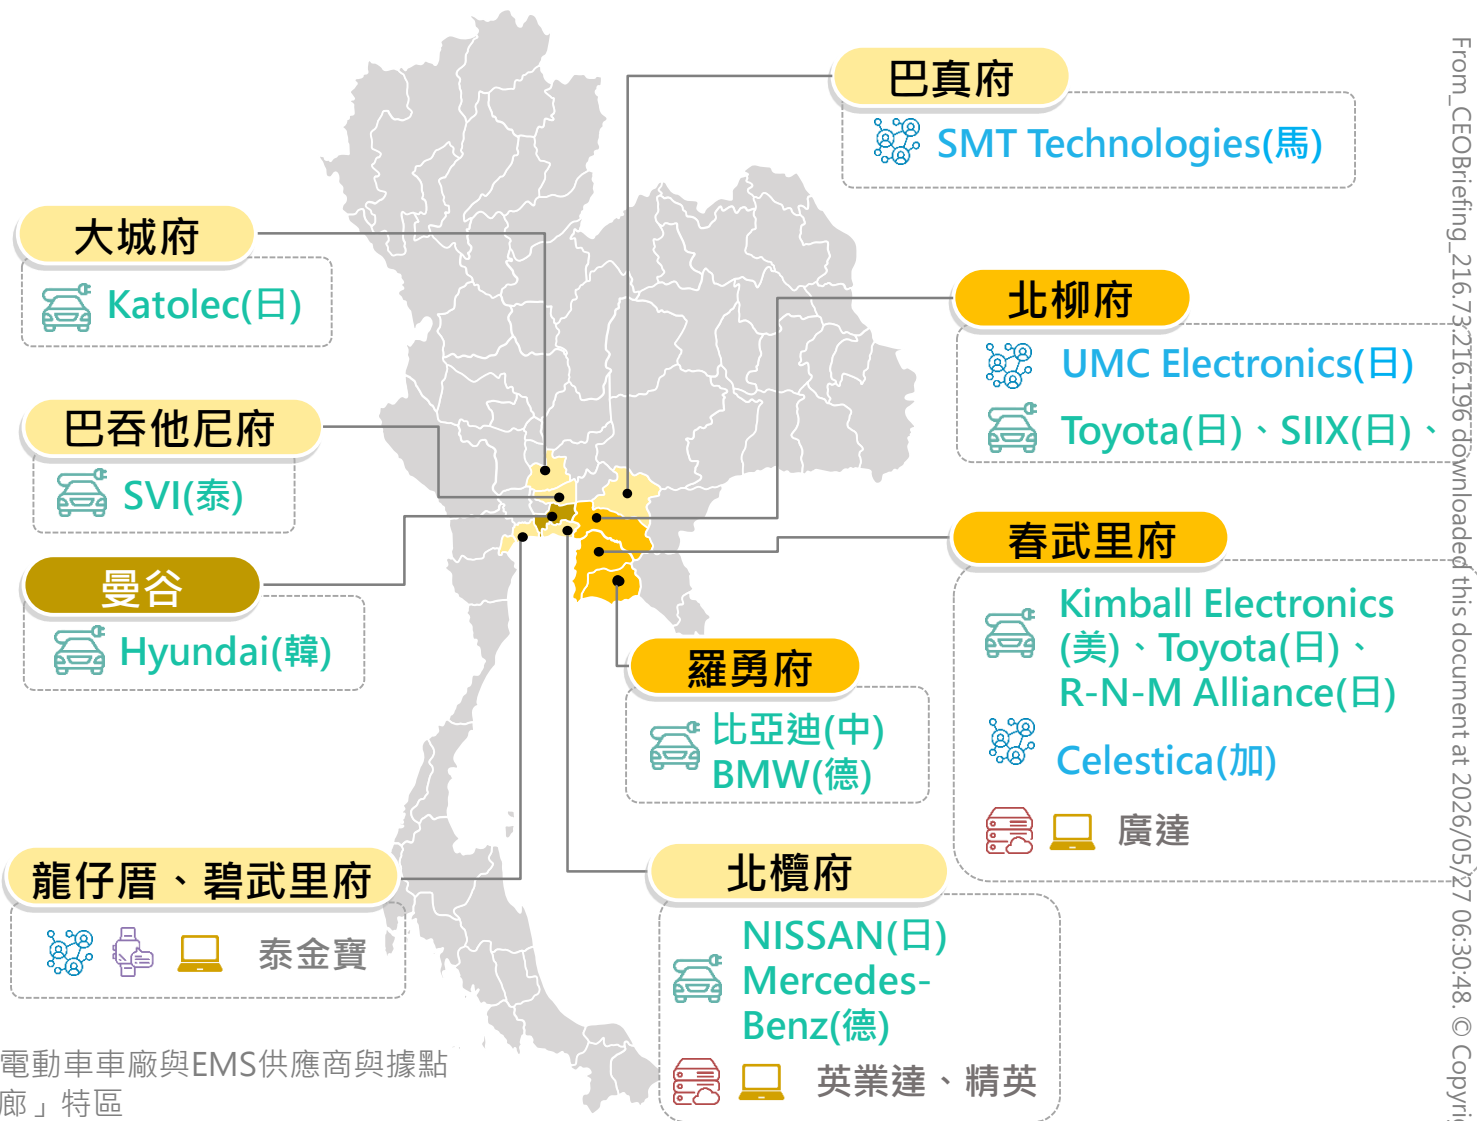 巴真府
SMT Technologies(馬)
大城府
Katolec(日)
北柳府
UMC Electronics(日)
Toyota(日)、SIIX(日)、
巴吞他尼府
SVI(泰)
春武里府
Kimball Electronics
(美)、Toyota(日)、
R-N-M Alliance(日)
Celestica(加)
廣達
曼谷
Hyundai(韓)
羅勇府
比亞迪(中)
BMW(德)
龍仔厝、碧武里府
泰金寶
北欖府
NISSAN(日)
Mercedes-
Benz(德)
英業達、精英
電動車車廠與EMS供應商與據點
廊」特區
From_CEOBriefing_216.73.216.196 downloaded this document at 2026/05/27 06:30:48. © Copyri